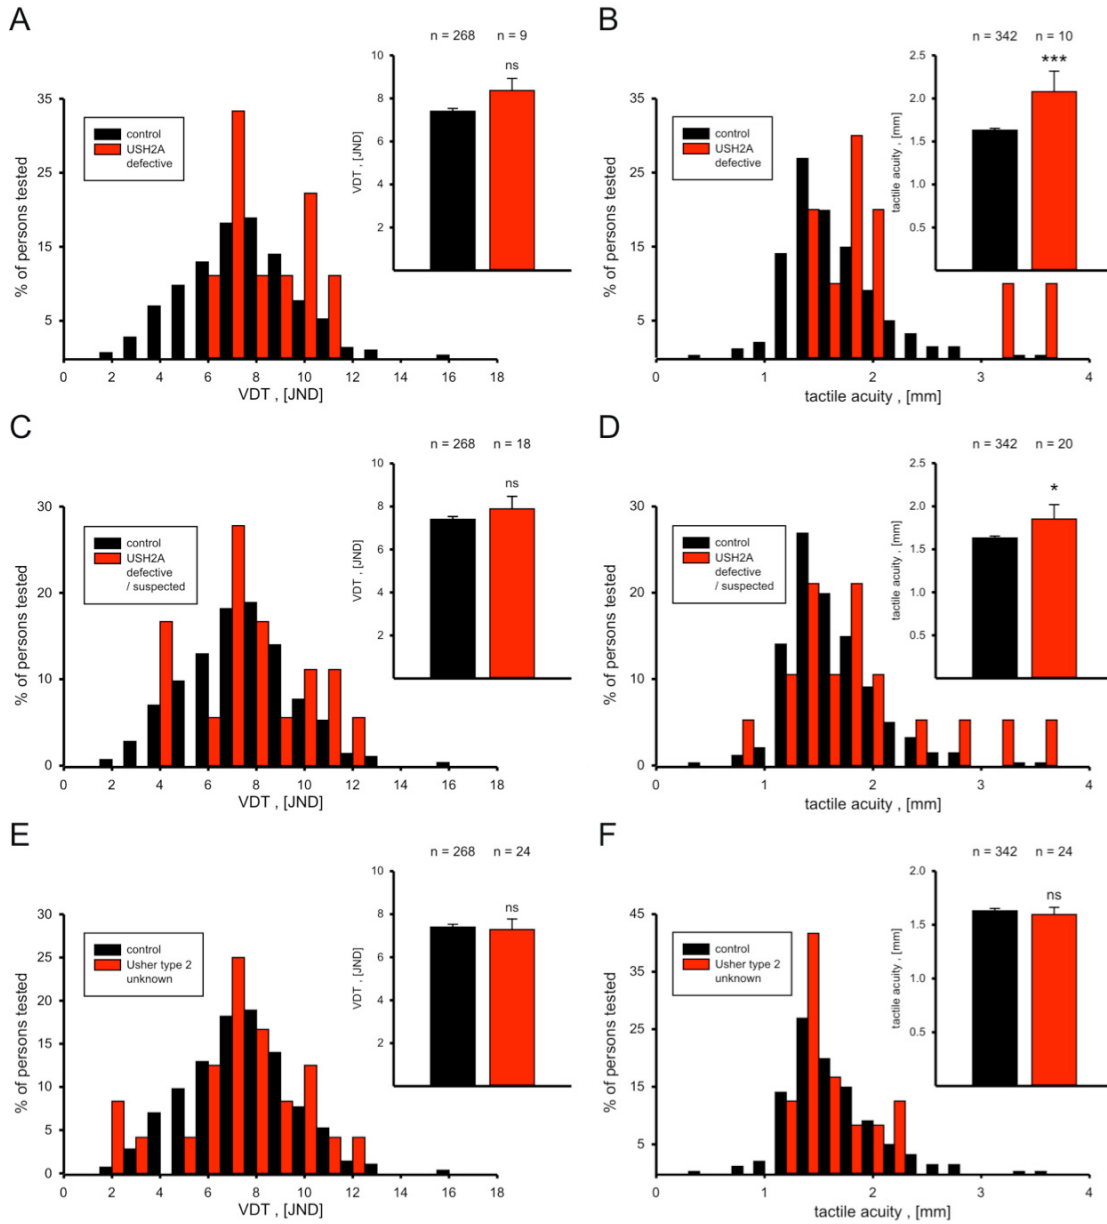 A
n = 268 n = 9
10
8
6
4
2
VDT , [JND]
ns
35
25
15
5
% of persons tested
control
USH2A
defective
0 2 4 6 8 10 12 14 16 18
VDT , [JND]
B
n = 342 n = 10
2.5
2.0
1.5
1.0
0.5
tactile acuity , [mm]
***
35
25
15
5
% of persons tested
control
USH2A
defective
0 1 2 3 4
tactile acuity , [mm]
C
n = 268 n = 18
10
8
6
4
2
VDT , [JND]
ns
30
20
10
0
% of persons tested
control
USH2A
defective
/ suspected
0 2 4 6 8 10 12 14 16 18
VDT , [JND]
D
n = 342 n = 20
2.5
2.0
1.5
1.0
0.5
tactile acuity , [mm]
*
30
20
10
0
% of persons tested
control
USH2A
defective
/ suspected
0 1 2 3 4
tactile acuity , [mm]
E
n = 268 n = 24
10
8
6
4
2
VDT , [JND]
ns
30
25
20
15
10
5
0
% of persons tested
control
Usher type 2
unknown
0 2 4 6 8 10 12 14 16 18
VDT , [JND]
F
n = 342 n = 24
2.0
1.5
1.0
0.5
tactile acuity , [mm]
ns
45
35
25
15
5
% of persons tested
control
Usher type 2
unknown
0 1 2 3 4
tactile acuity , [mm]